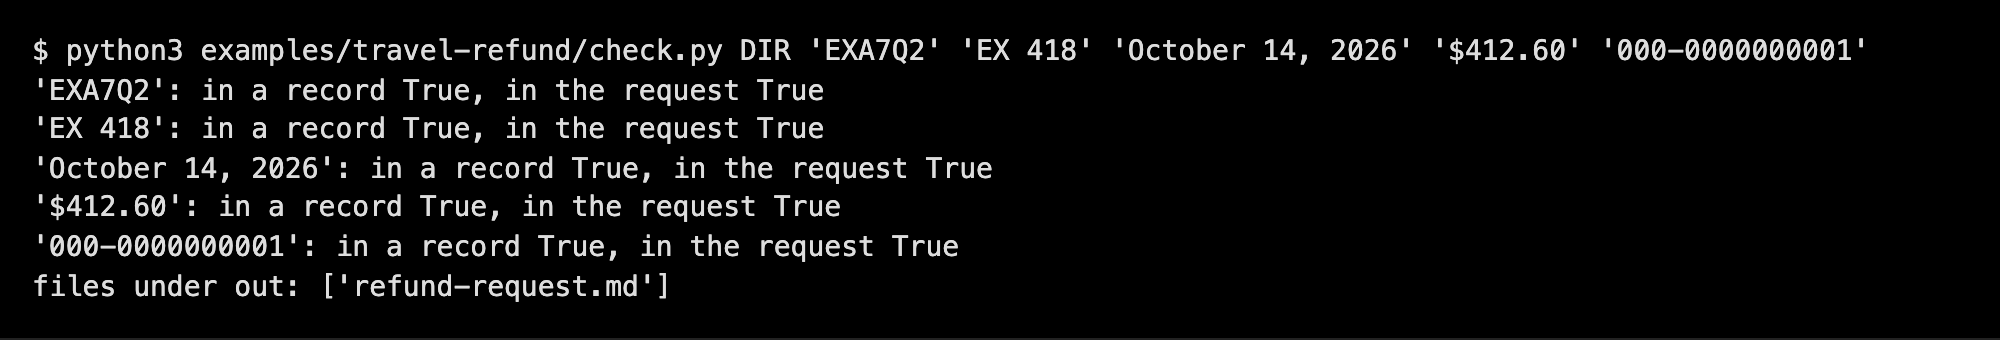 $ python3 examples/travel-refund/check.py DIR 'EXA7Q2' 'EX 418' 'October 14, 2026' '$412.60' '000-0000000001'
'EXA7Q2': in a record True, in the request True
'EX 418': in a record True, in the request True
'October 14, 2026': in a record True, in the request True
'$412.60': in a record True, in the request True
'000-0000000001': in a record True, in the request True
files under out: ['refund-request.md']